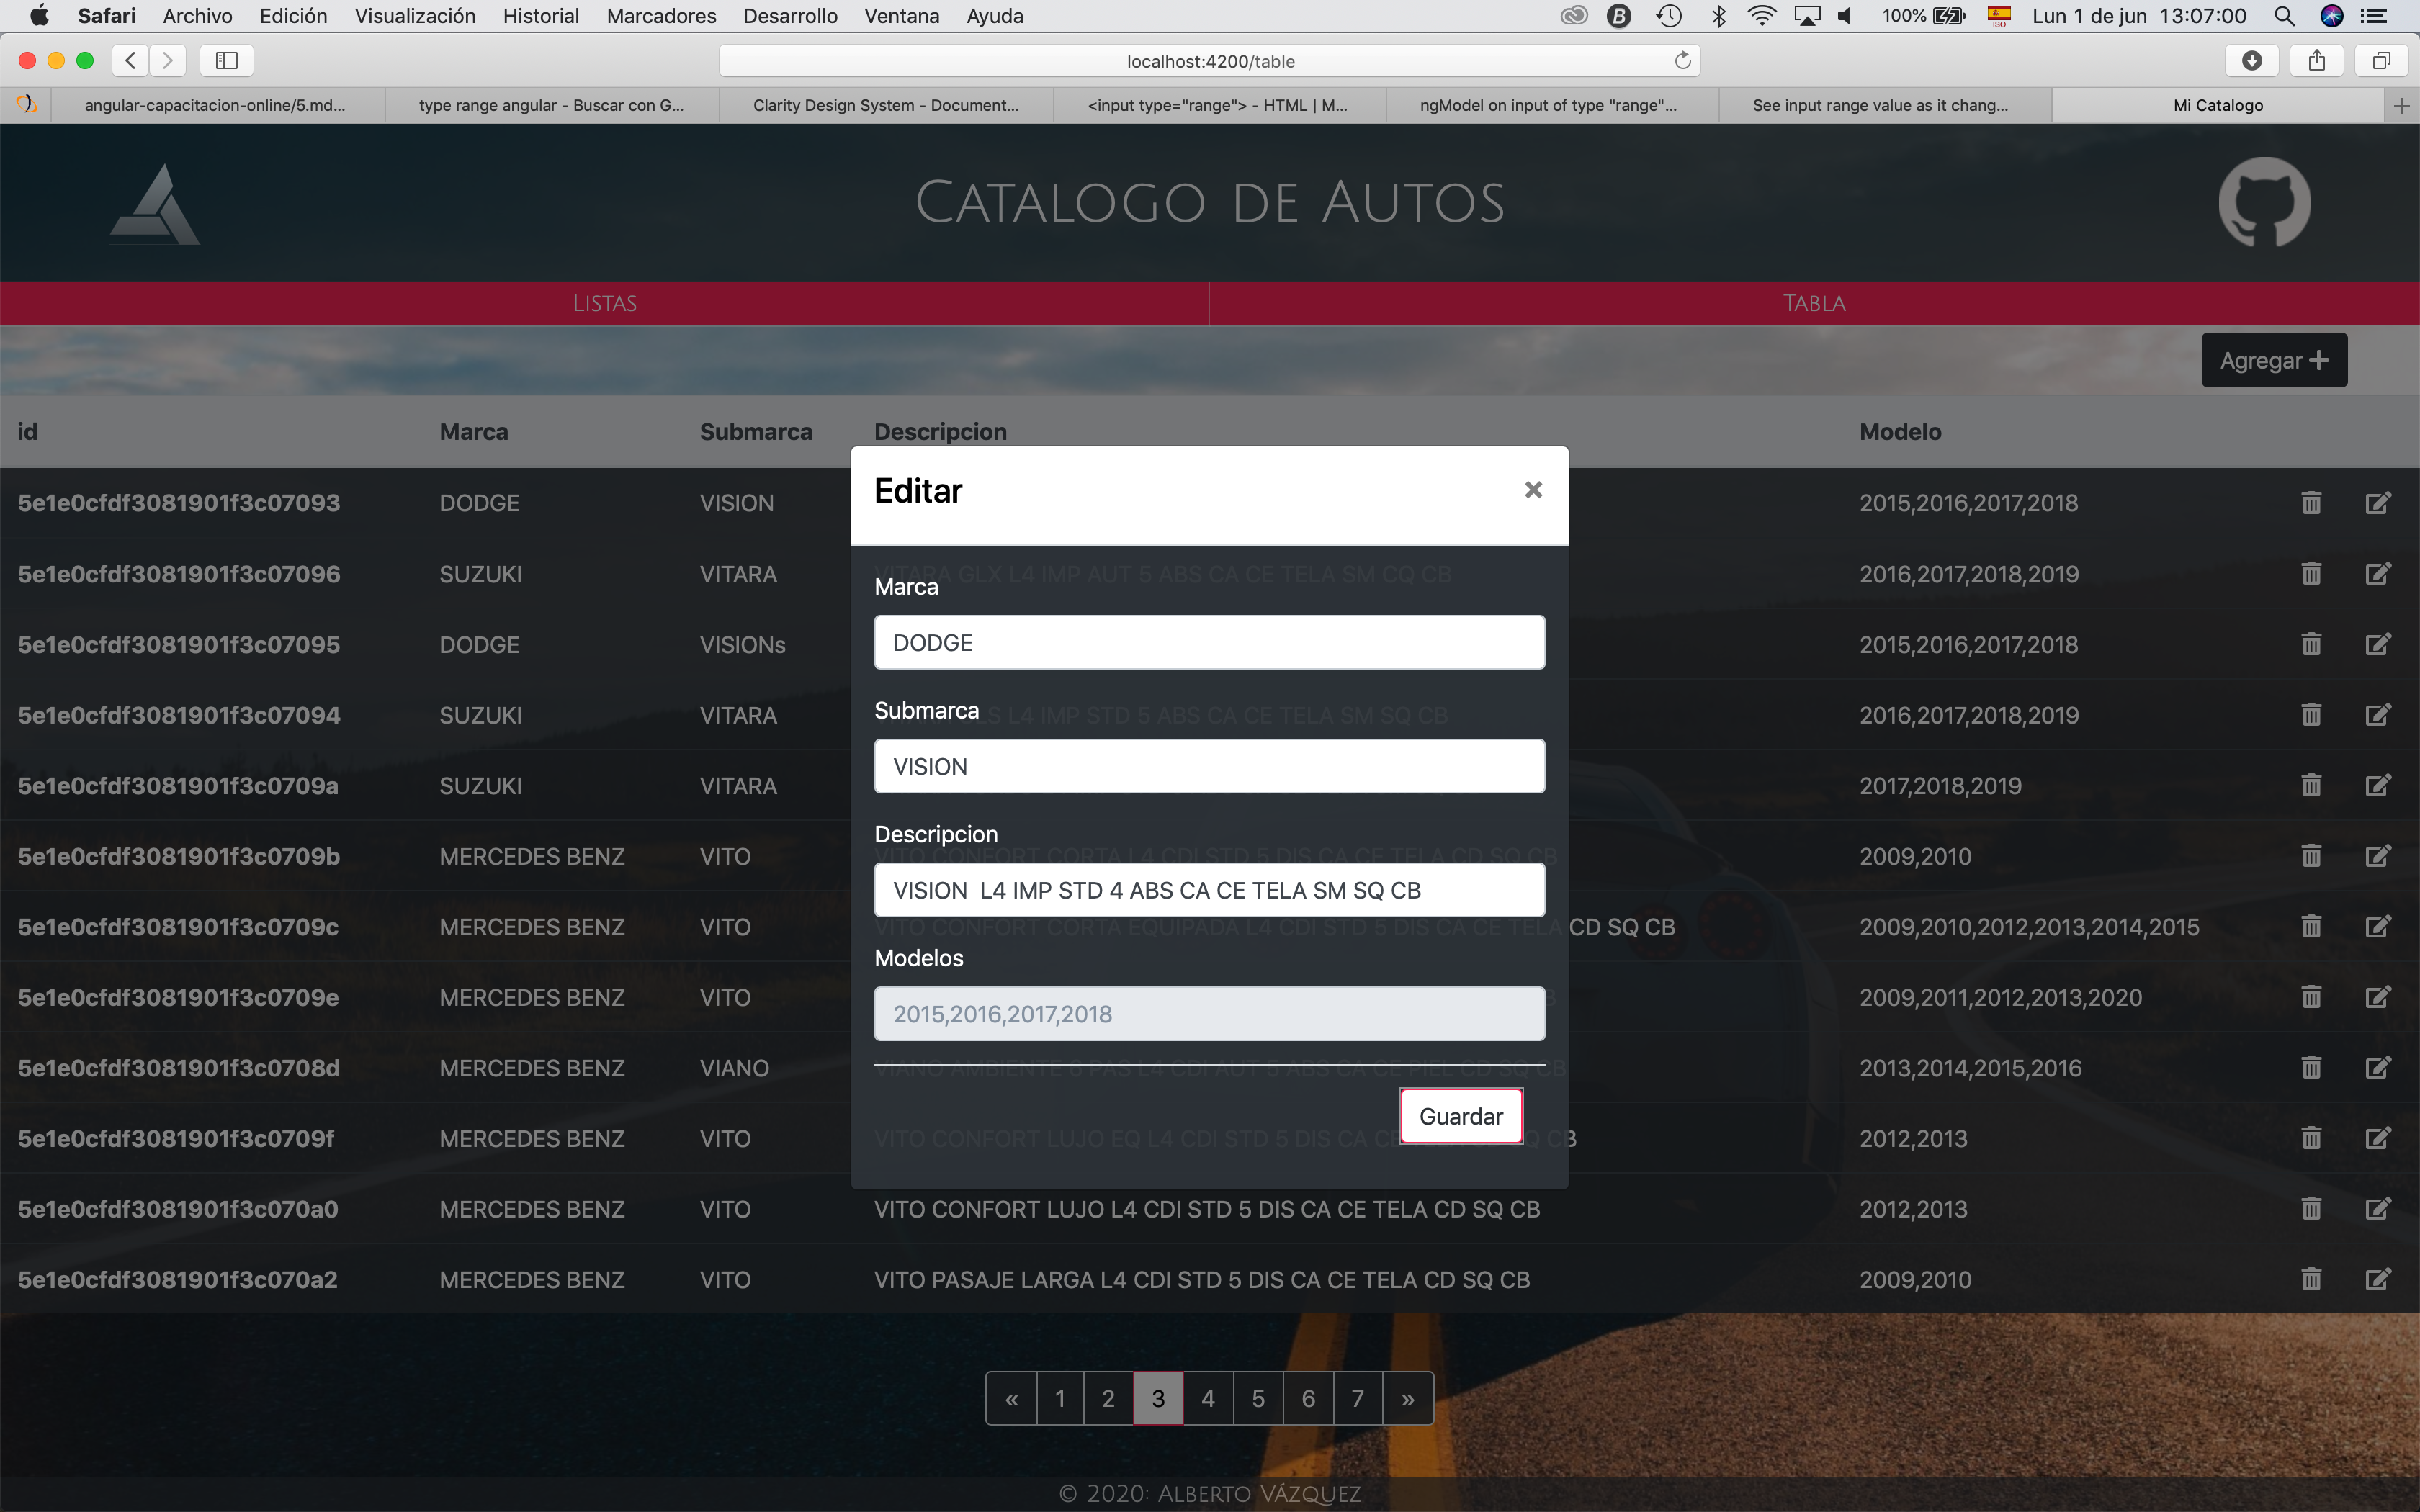 Safari Archivo Edición Visualización Historial Marcadores Desarrollo Ventana Ayuda 100% ISO Lun 1 de jun 13:07:00
localhost:4200/table
angular-capacitacion-online/5.md... type range angular - Buscar con G... Clarity Design System - Document... <input type="range"> - HTML | M... ngModel on input of type "range"... See input range value as it chang... Mi Catalogo
Catalogo de Autos
Listas Tabla
Agregar
id Marca Submarca Descripcion Modelo
5e1e0cfdf3081901f3c07093 DODGE VISION 2015,2016,2017,2018
5e1e0cfdf3081901f3c07096 SUZUKI VITARA VITARA GLX L4 IMP AUT 5 ABS CA CE TELA SM CQ CB 2016,2017,2018,2019
5e1e0cfdf3081901f3c07095 DODGE VISIONs 2015,2016,2017,2018
5e1e0cfdf3081901f3c07094 SUZUKI VITARA L4 IMP STD 5 ABS CA CE TELA SM SQ CB 2016,2017,2018,2019
5e1e0cfdf3081901f3c0709a SUZUKI VITARA 2017,2018,2019
5e1e0cfdf3081901f3c0709b MERCEDES BENZ VITO VITO CONFORT CORTA L4 CDI STD 5 DIS CA CE TELA CD SQ CB 2009,2010
5e1e0cfdf3081901f3c0709c MERCEDES BENZ VITO VITO CONFORT CORTA EQUIPADA L4 CDI STD 5 DIS CA CE TELA CD SQ CB 2009,2010,2012,2013,2014,2015
5e1e0cfdf3081901f3c0709e MERCEDES BENZ VITO 2009,2011,2012,2013,2020
5e1e0cfdf3081901f3c0708d MERCEDES BENZ VIANO VIANO AMBIENTE 6 PAS L4 CDI AUT 5 ABS CA CE PIEL CD SQ CB 2013,2014,2015,2016
5e1e0cfdf3081901f3c0709f MERCEDES BENZ VITO VITO CONFORT LUJO EQ L4 CDI STD 5 DIS CA CB 2012,2013
5e1e0cfdf3081901f3c070a0 MERCEDES BENZ VITO VITO CONFORT LUJO L4 CDI STD 5 DIS CA CE TELA CD SQ CB 2012,2013
5e1e0cfdf3081901f3c070a2 MERCEDES BENZ VITO VITO PASAJE LARGA L4 CDI STD 5 DIS CA CE TELA CD SQ CB 2009,2010
Editar ×
Marca
DODGE
Submarca
VISION
Descripcion
VISION  L4 IMP STD 4 ABS CA CE TELA SM SQ CB
Modelos
2015,2016,2017,2018
Guardar
« 1 2 3 4 5 6 7 »
© 2020: Alberto Vázquez